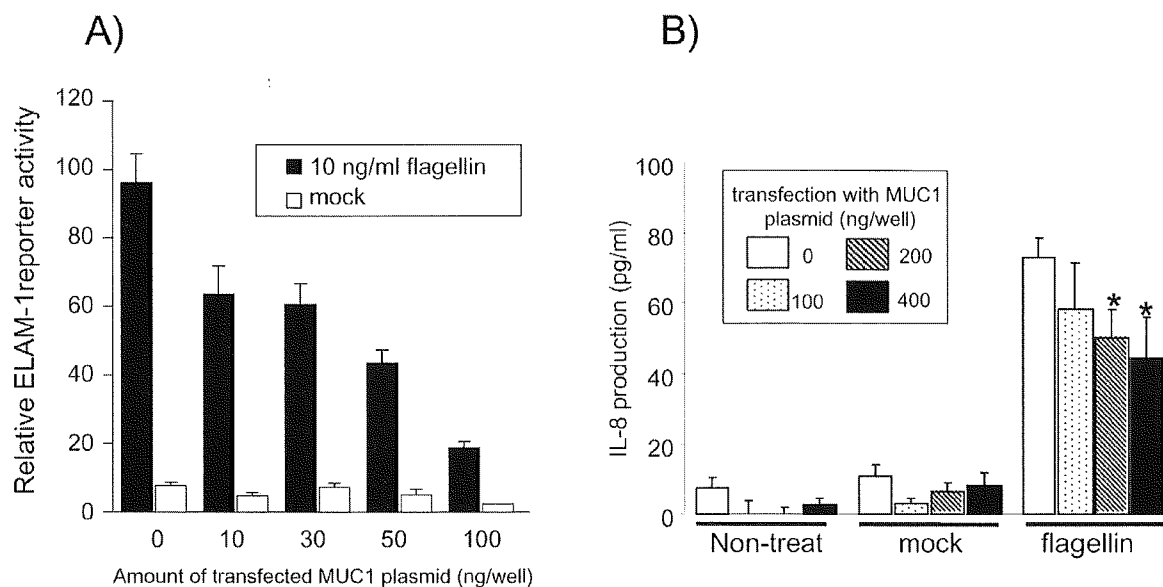 A)
Relative ELAM-1reporter activity
120
100
80
60
40
20
0
10 ng/ml flagellin
mock
0 10 30 50 100
Amount of transfected MUC1 plasmid (ng/well)
B)
IL-8 production (pg/ml)
100
80
60
40
20
0
transfection with MUC1
plasmid (ng/well)
0 200
100 400
* *
Non-treat mock flagellin